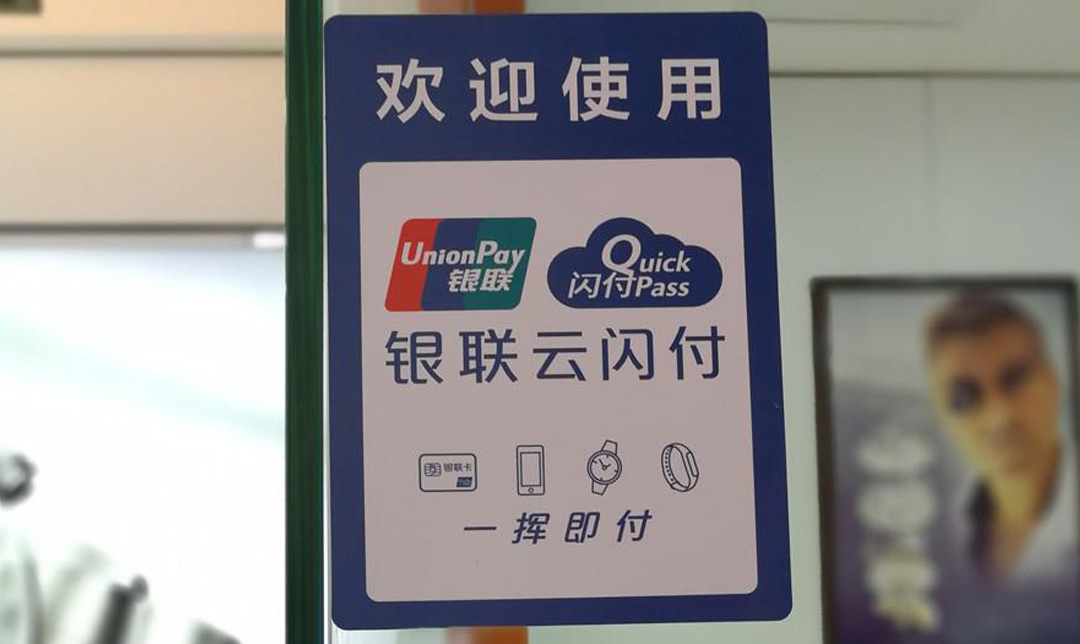 欢迎使用
UnionPay
银联
Quick
闪付Pass
银联云闪付
银联卡
一挥即付